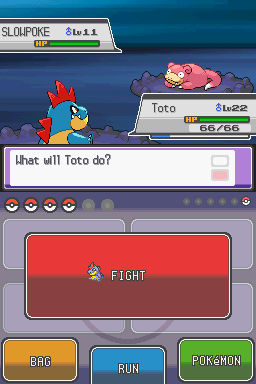 SLOWPOKE ♂Lv11
HP
Toto ♂Lv22
HP
66/66
What will Toto do?
FIGHT
BAG
RUN
POKéMON